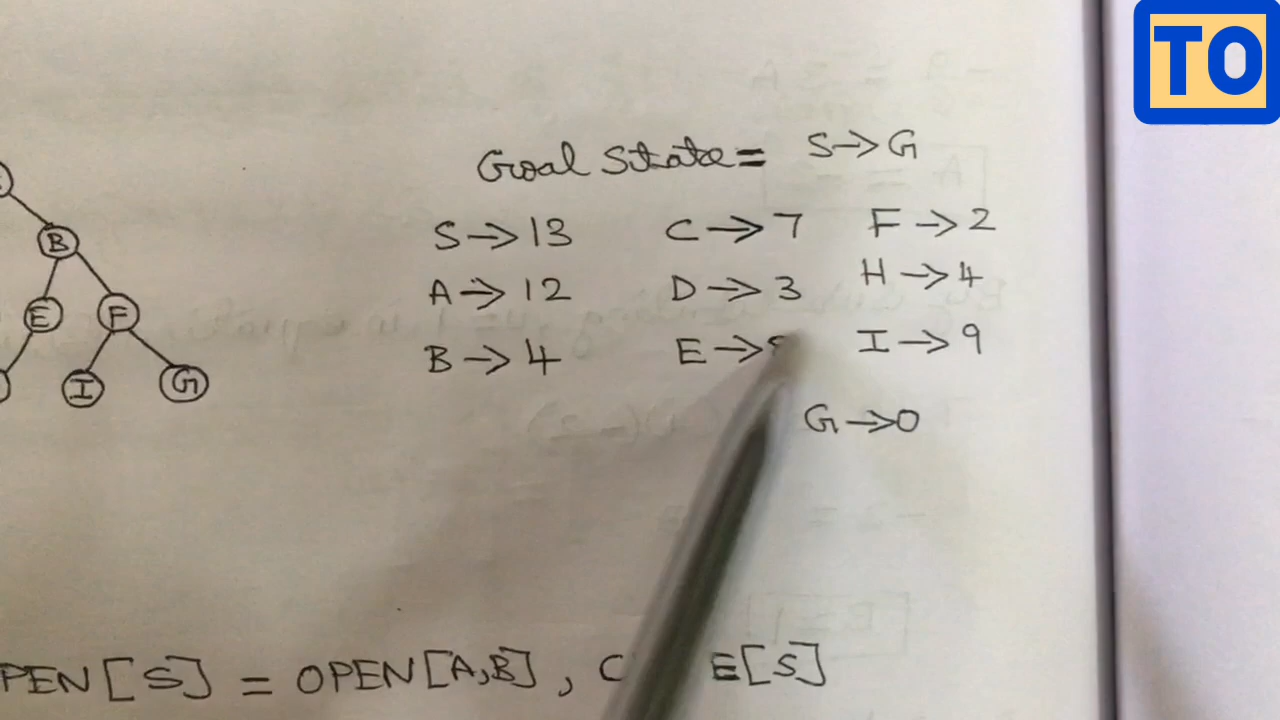 TO
Goal State = S→G
S→13 C→7 F→2
A→12 D→3 H→4
B→4 E→ I→9
G→0
B
E F
I G
PEN[S] = OPEN[A,B], C E[S]